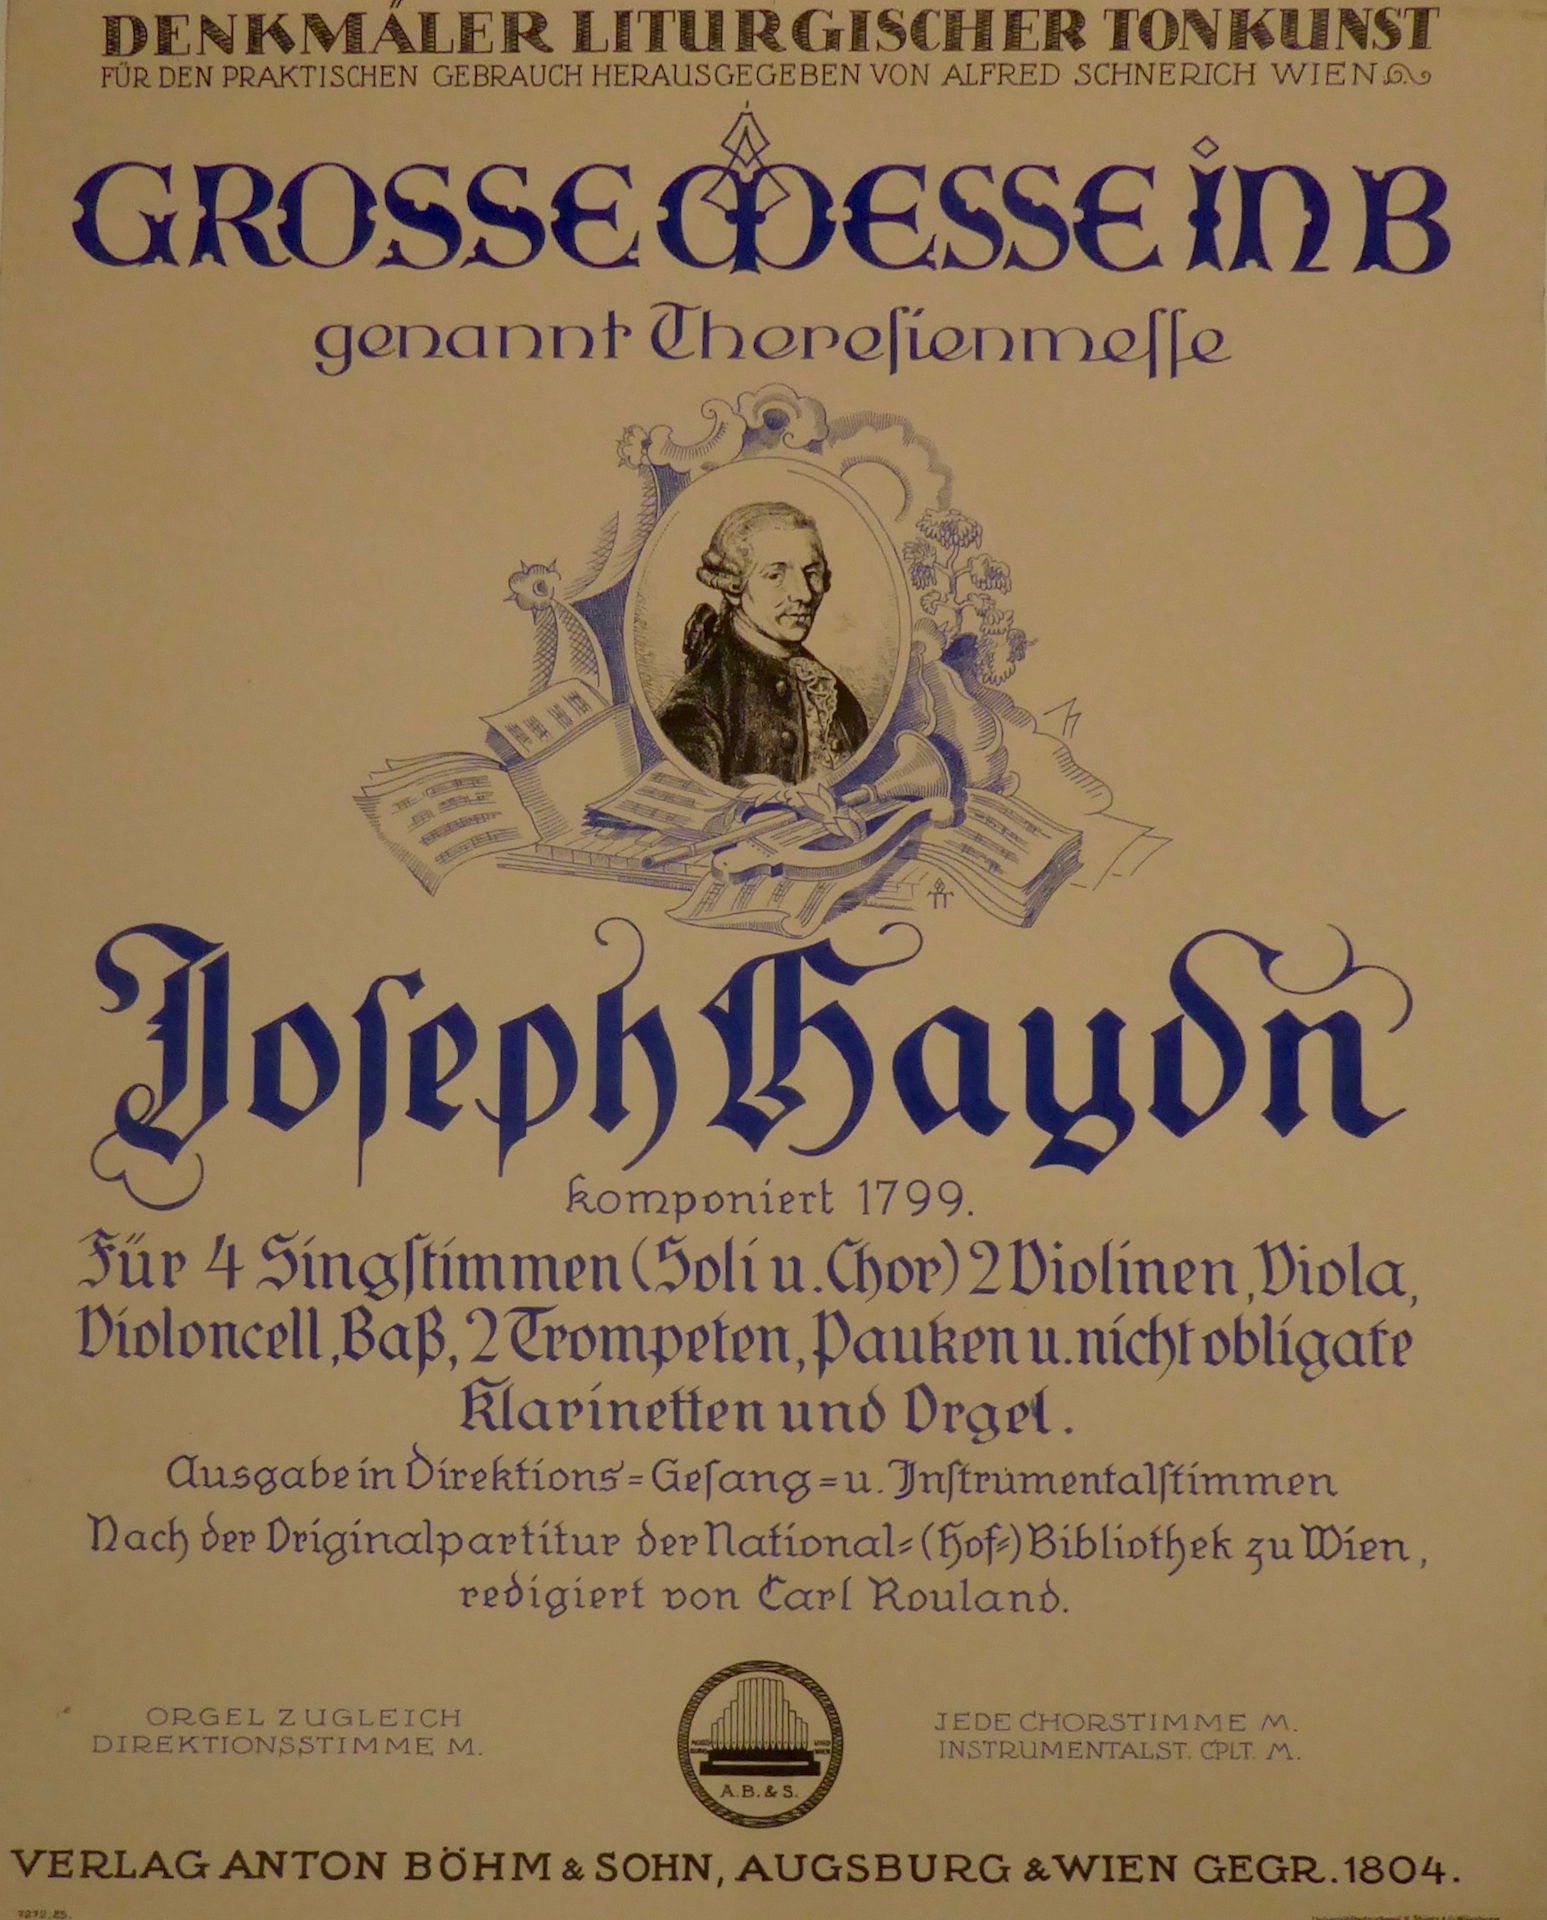 DENKMÄLER LITURGISCHER TONKUNST
FÜR DEN PRAKTISCHEN GEBRAUCH HERAUSGEGEBEN VON ALFRED SCHNERICH WIEN
GROSSE MESSE IN B
genannt Thereſienmeſſe
Joſeph Haydn
komponiert 1799.
Für 4 Singſtimmen (Soli u. Chor) 2 Violinen, Viola,
Violoncell, Baß, 2 Trompeten, Pauken u. nicht obligate
Klarinetten und Orgel.
Ausgabe in Direktions= Geſang= u. Inſtrumentalſtimmen
Nach der Originalpartitur der National= (Hof=) Bibliothek zu Wien,
redigiert von Carl Rouland.
ORGEL ZUGLEICH
DIREKTIONSSTIMME M.
JEDE CHORSTIMME M.
INSTRUMENTALST. CPLT. M.
AUGSBURG UND WIEN
A.B.&S.
VERLAG ANTON BÖHM & SOHN, AUGSBURG & WIEN GEGR. 1804.